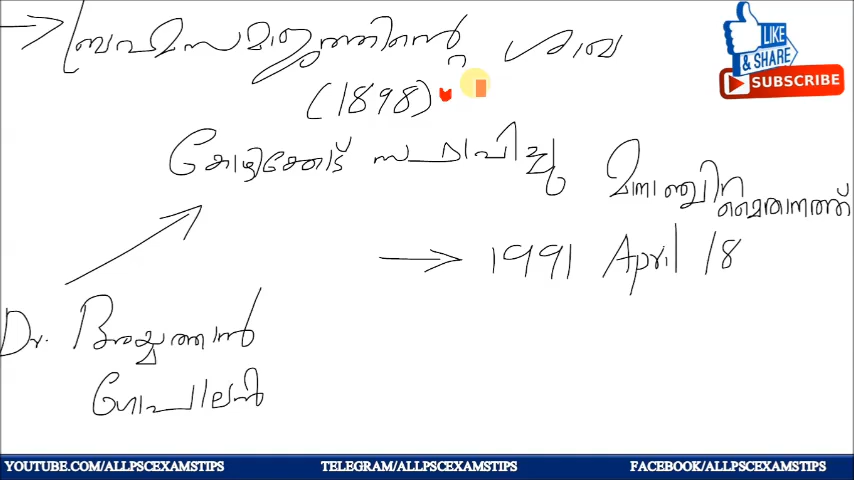 ബ്രഹ്മസമാജത്തിന്റെ ശാഖ
(1898)
കോഴിക്കോട് സ്ഥാപിച്ചു
മാനാഞ്ചിറ
മൈതാനത്ത്
1991 April 18
Dr. അയ്യത്താൻ
ഗോപാലൻ
LIKE
& SHARE
SUBSCRIBE
YOUTUBE.COM/ALLPSCEXAMSTIPS TELEGRAM/ALLPSCEXAMSTIPS FACEBOOK/ALLPSCEXAMSTIPS